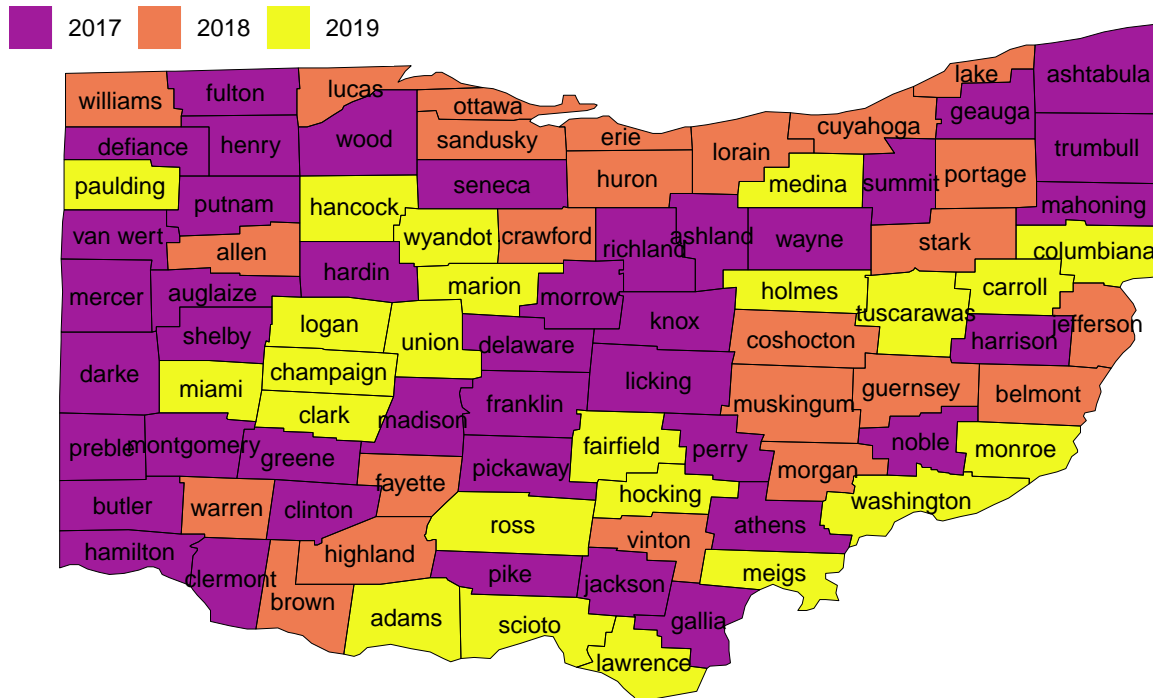 2017 2018 2019
lake ashtabula
williams fulton lucas ottawa geauga
defiance henry wood sandusky erie lorain cuyahoga trumbull
paulding putnam hancock seneca huron medina summit portage mahoning
van wert allen wyandot crawford richland ashland wayne stark columbiana
mercer auglaize hardin marion morrow holmes tuscarawas carroll
shelby logan union delaware knox coshocton harrison jefferson
darke miami champaign clark madison franklin licking muskingum guernsey belmont
preble montgomery greene pickaway fairfield perry morgan noble monroe
butler warren clinton fayette ross hocking athens washington
hamilton clermont highland pike vinton jackson meigs
brown adams scioto lawrence gallia